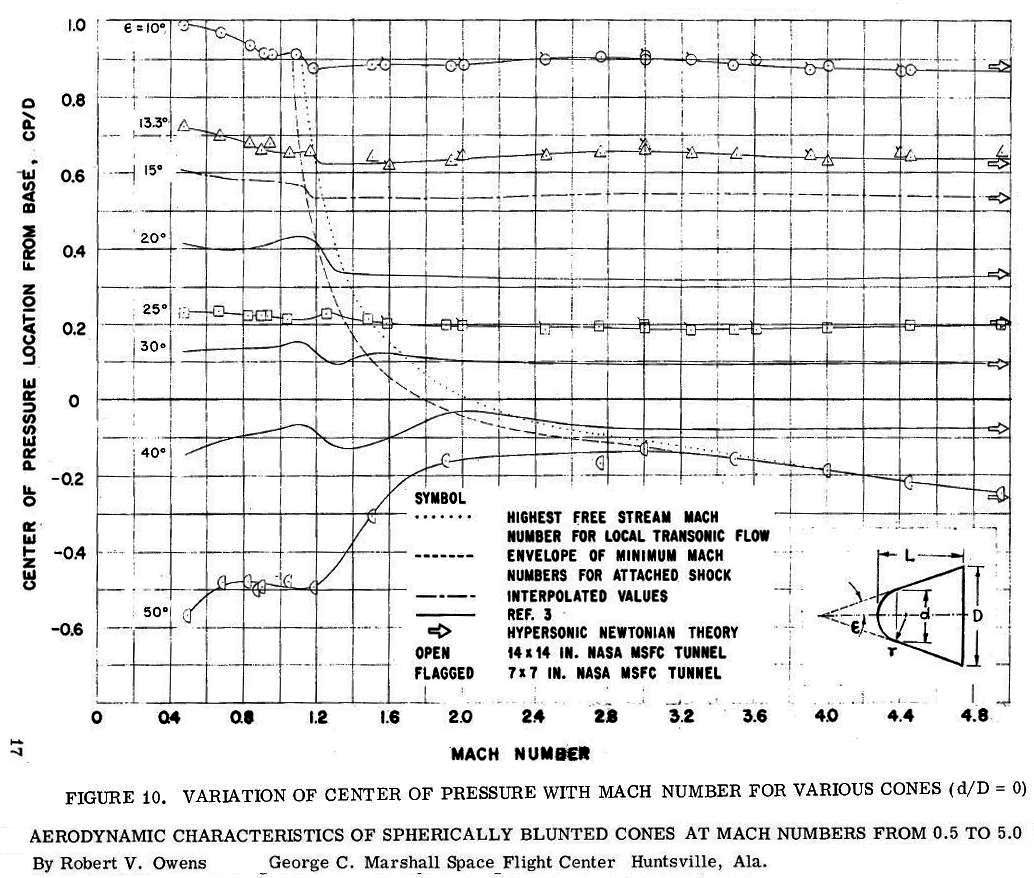 1.0
0.8
0.6
0.4
0.2
0
-0.2
-0.4
-0.6
CENTER OF PRESSURE LOCATION FROM BASE, CP/D
ϵ=10°
13.3°
15°
20°
25°
30°
40°
50°
SYMBOL
HIGHEST FREE STREAM MACH
NUMBER FOR LOCAL TRANSONIC FLOW
ENVELOPE OF MINIMUM MACH
NUMBERS FOR ATTACHED SHOCK
INTERPOLATED VALUES
REF. 3
HYPERSONIC NEWTONIAN THEORY
OPEN 14 x 14 IN. NASA MSFC TUNNEL
FLAGGED 7 x 7 IN. NASA MSFC TUNNEL
L
ϵ
d
D
r
0 0.4 0.8 1.2 1.6 2.0 2.4 2.8 3.2 3.6 4.0 4.4 4.8
MACH NUMBER
17
FIGURE 10. VARIATION OF CENTER OF PRESSURE WITH MACH NUMBER FOR VARIOUS CONES (d/D = 0)
AERODYNAMIC CHARACTERISTICS OF SPHERICALLY BLUNTED CONES AT MACH NUMBERS FROM 0.5 TO 5.0
By Robert V. Owens George C. Marshall Space Flight Center Huntsville, Ala.